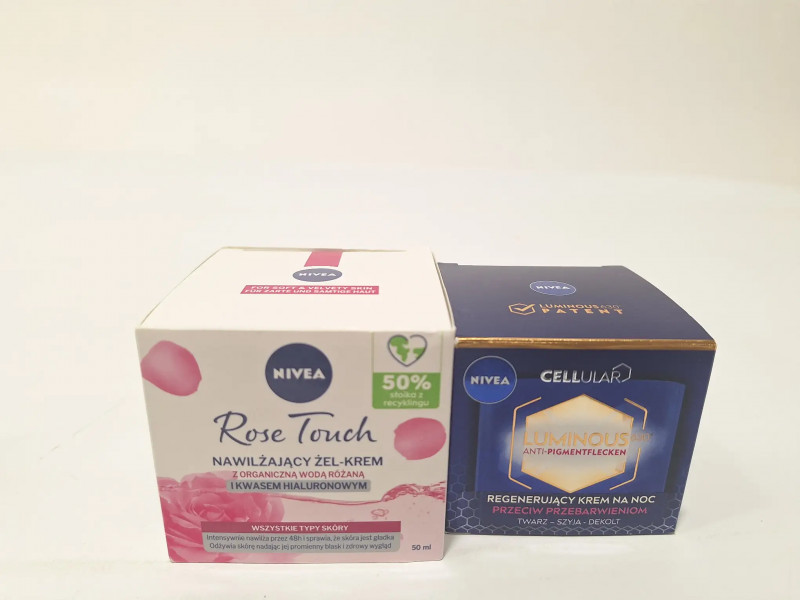 NIVEA
FOR SOFT & VELVETY SKIN
FÜR ZARTE UND SAMTIGE HAUT
NIVEA
50%
słoika z
recyklingu
Rose Touch
NAWILŻAJĄCY ŻEL-KREM
Z ORGANICZNĄ WODĄ RÓŻANĄ
I KWASEM HIALURONOWYM
WSZYSTKIE TYPY SKÓRY
Intensywnie nawilża przez 48h i sprawia, że skóra jest gładka
Odżywia skórę nadając jej promienny blask i zdrowy wygląd
50 ml
NIVEA
LUMINOUS630
PATENT
NIVEA
CELLULAR
LUMINOUS630
ANTI-PIGMENTFLECKEN
REGENERUJĄCY KREM NA NOC
PRZECIW PRZEBARWIENIOM
TWARZ – SZYJA - DEKOLT